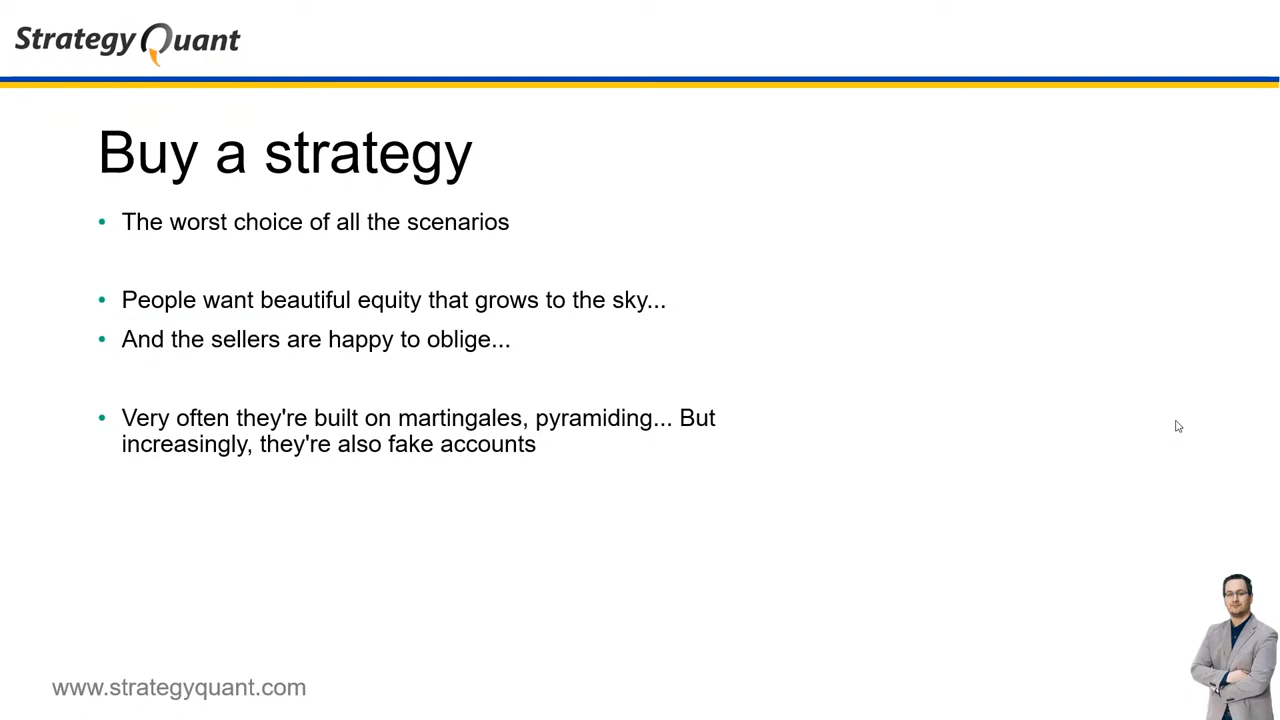 Strategy Quant
Buy a strategy
• The worst choice of all the scenarios
• People want beautiful equity that grows to the sky...
• And the sellers are happy to oblige...
• Very often they're built on martingales, pyramiding... But
increasingly, they're also fake accounts
www.strategyquant.com